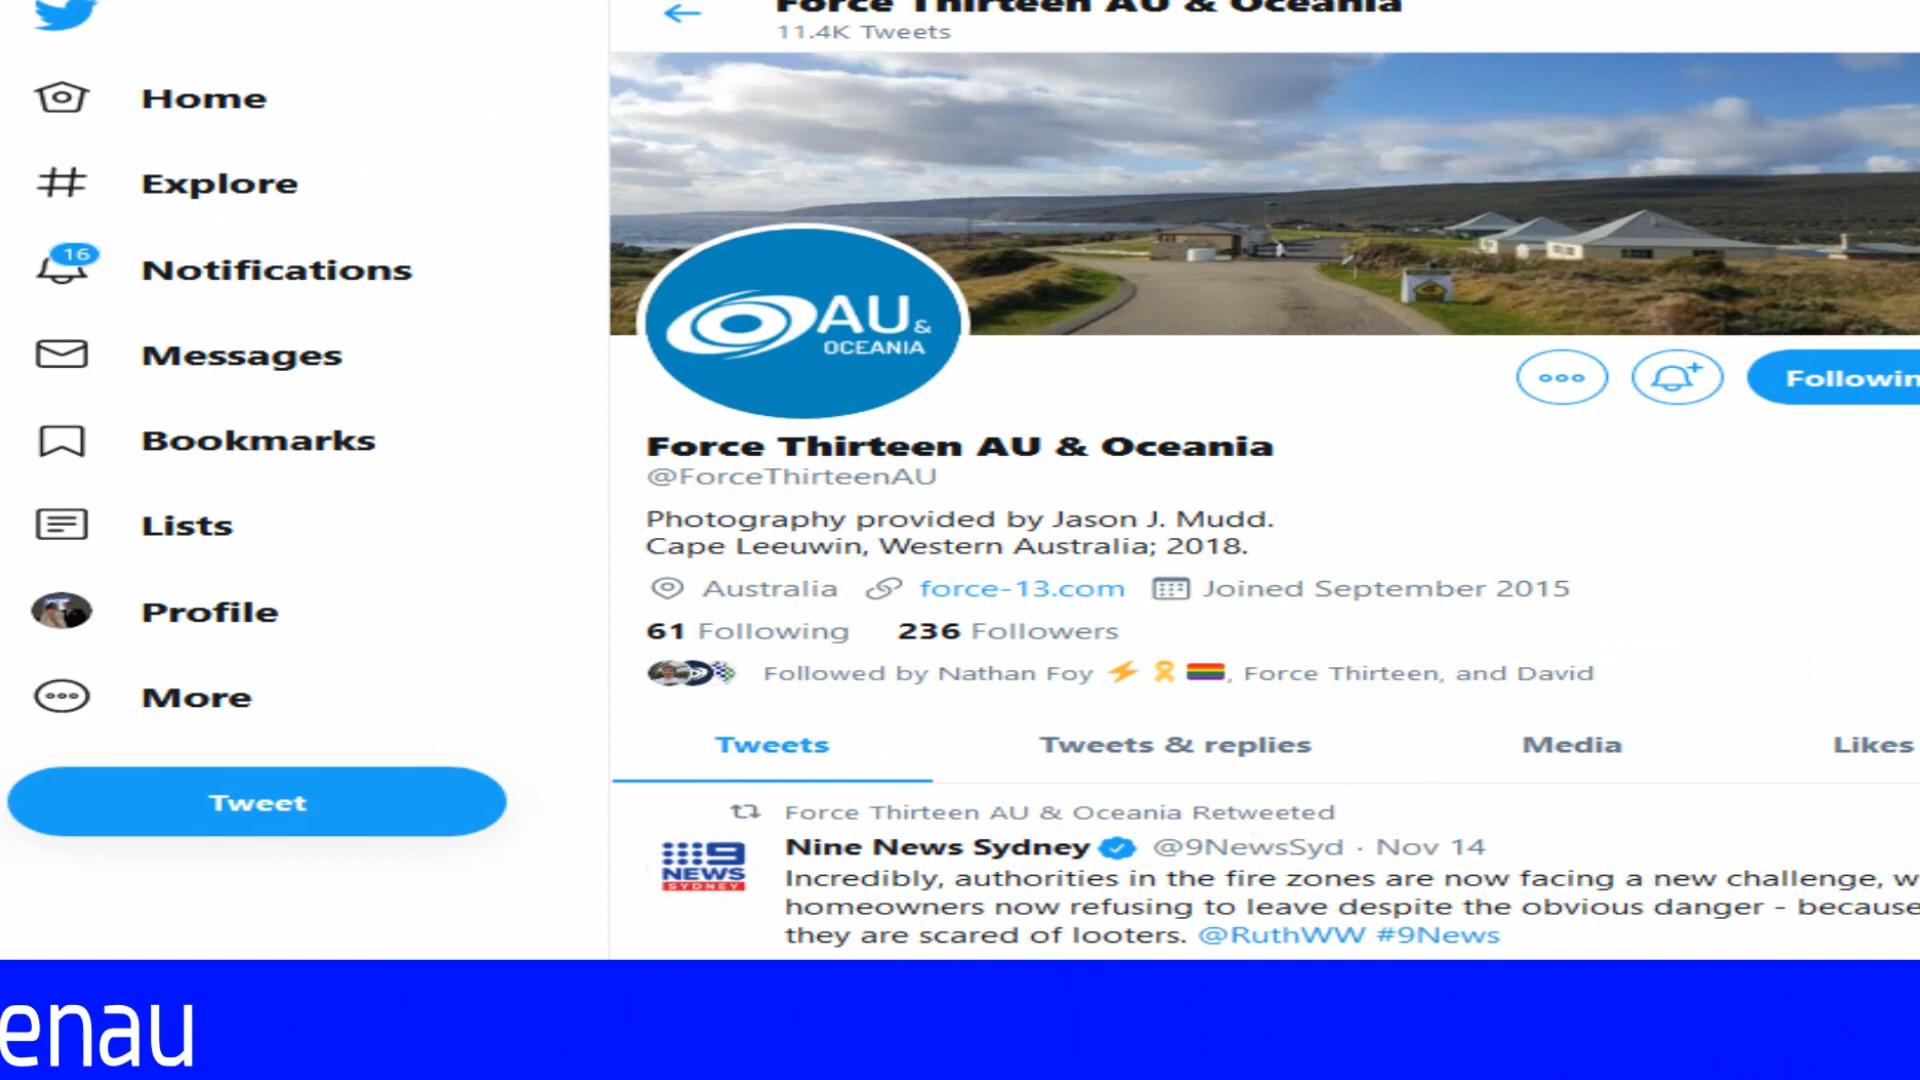 Force Thirteen AU & Oceania
11.4K Tweets
Home
Explore
16
Notifications
Messages
Bookmarks
Lists
Profile
More
Tweet
AU &
OCEANIA
Following
Force Thirteen AU & Oceania
@ForceThirteenAU
Photography provided by Jason J. Mudd.
Cape Leeuwin, Western Australia; 2018.
Australia force-13.com Joined September 2015
61 Following 236 Followers
Followed by Nathan Foy ⚡ 🎗 🏳️‍🌈, Force Thirteen, and David
Tweets Tweets & replies Media Likes
Force Thirteen AU & Oceania Retweeted
Nine News Sydney @9NewsSyd · Nov 14
9
NEWS
SYDNEY
Incredibly, authorities in the fire zones are now facing a new challenge, w
homeowners now refusing to leave despite the obvious danger - because
they are scared of looters. @RuthWW #9News
enau